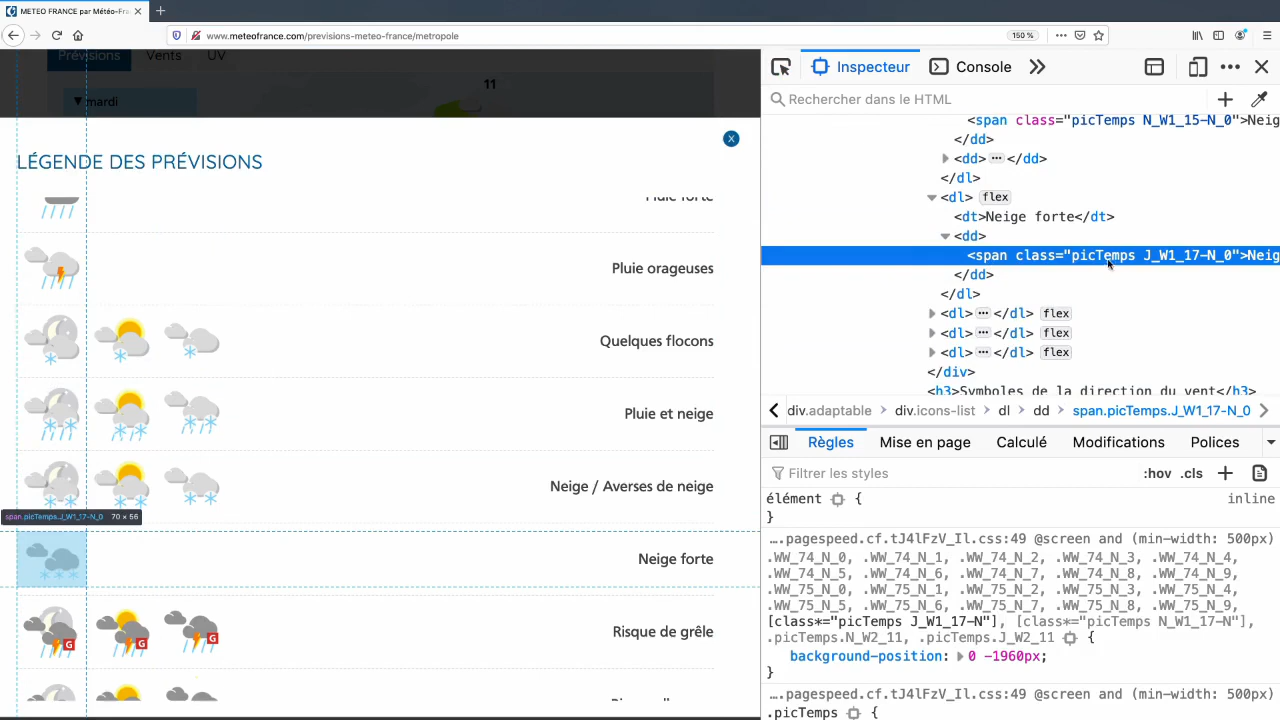 METEO FRANCE par Météo-Fra
www.meteofrance.com/previsions-meteo-france/metropole
150 %
Prévisions Vents UV
11
▼ mardi
X
LÉGENDE DES PRÉVISIONS
Pluie forte
Pluie orageuses
Quelques flocons
Pluie et neige
Neige / Averses de neige
span.picTemps.J_W1_17-N_0 70 × 56
Neige forte
G G G
Risque de grêle
Inspecteur Console
Rechercher dans le HTML
<span class="picTemps N_W1_15-N_0">Neig
</dd>
<dd> ••• </dd>
</dl>
<dl> flex
<dt>Neige forte</dt>
<dd>
<span class="picTemps J_W1_17-N_0">Neig
</dd>
</dl>
<dl> ••• </dl> flex
<dl> ••• </dl> flex
<dl> ••• </dl> flex
</div>
<h3>Symboles de la direction du vent</h3>
div.adaptable > div.icons-list > dl > dd > span.picTemps.J_W1_17-N_0
Règles Mise en page Calculé Modifications Polices
Filtrer les styles :hov .cls
élément { inline
}
….pagespeed.cf.tJ4lFzV_Il.css:49 @screen and (min-width: 500px)
.WW_74_N_0, .WW_74_N_1, .WW_74_N_2, .WW_74_N_3, .WW_74_N_4,
.WW_74_N_5, .WW_74_N_6, .WW_74_N_7, .WW_74_N_8, .WW_74_N_9,
.WW_75_N_0, .WW_75_N_1, .WW_75_N_2, .WW_75_N_3, .WW_75_N_4,
.WW_75_N_5, .WW_75_N_6, .WW_75_N_7, .WW_75_N_8, .WW_75_N_9,
[class*="picTemps J_W1_17-N"], [class*="picTemps N_W1_17-N"],
.picTemps.N_W2_11, .picTemps.J_W2_11 {
background-position: 0 -1960px;
}
….pagespeed.cf.tJ4lFzV_Il.css:49 @screen and (min-width: 500px)
.picTemps {